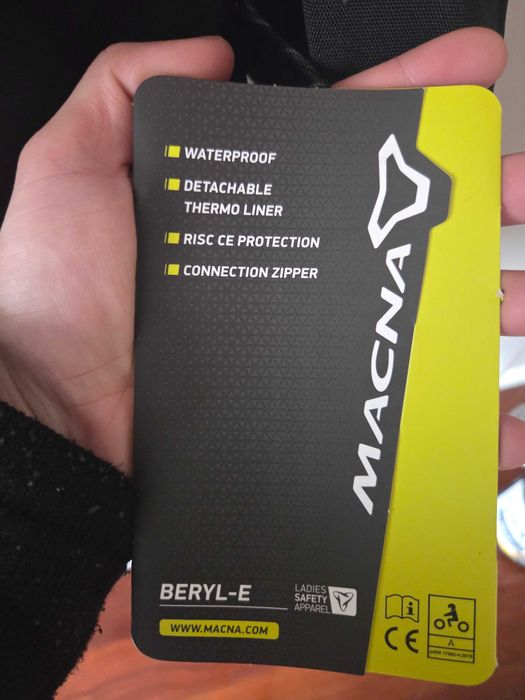 WATERPROOF
DETACHABLE
THERMO LINER
RISC CE PROTECTION
CONNECTION ZIPPER
MACNA
BERYL-E
LADIES
SAFETY
APPAREL
WWW.MACNA.COM
i
CE
A